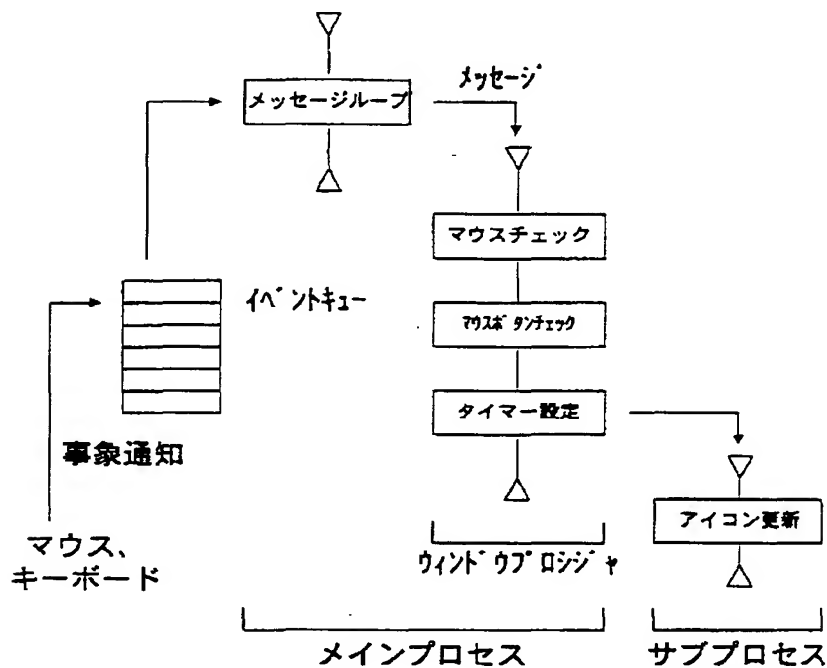 メッセージループ
メッセージ
マウスチェック
イベントキュー
マウスボタンチェック
タイマー設定
事象通知
アイコン更新
マウス、
キーボード
ウィンドウプロシジャ
メインプロセス
サブプロセス